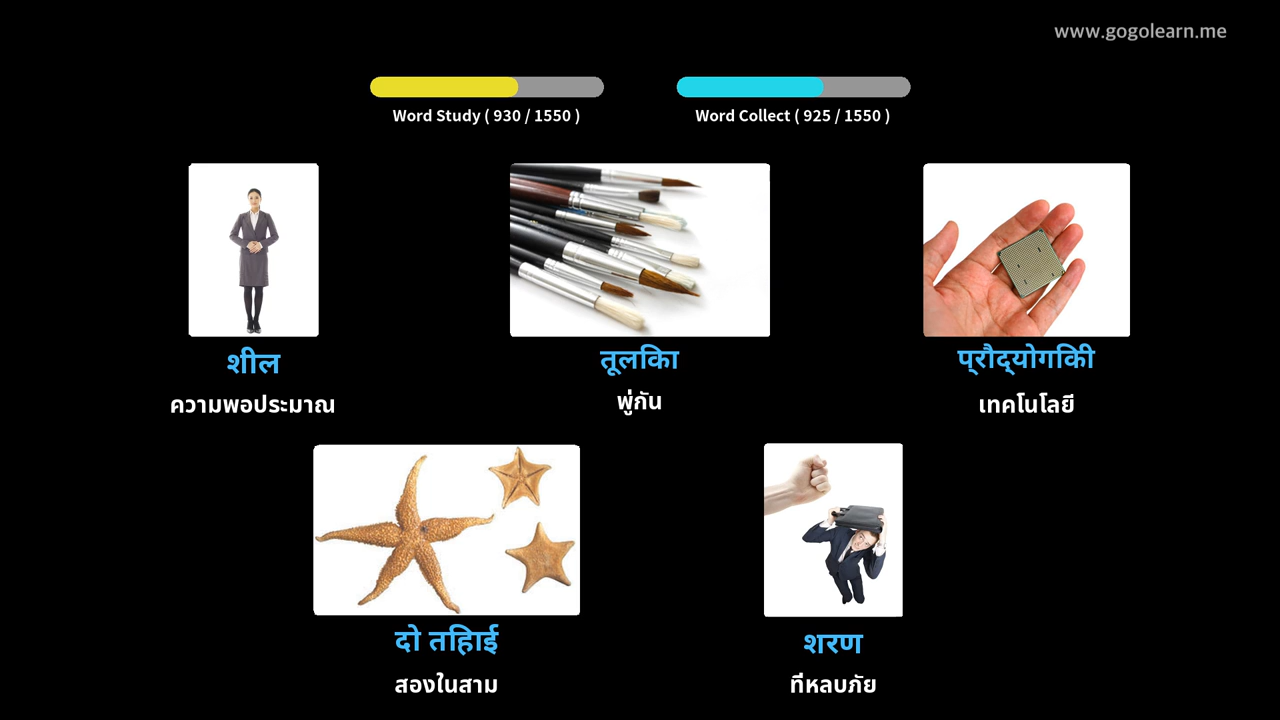 www.gogolearn.me
Word Study ( 930 / 1550 )
Word Collect ( 925 / 1550 )
शील
ความพอประมาณ
तूलिका
พู่กัน
प्रौद्योगिकी
เทคโนโลยี
दो तिहाई
สองในสาม
शरण
ที่หลบภัย